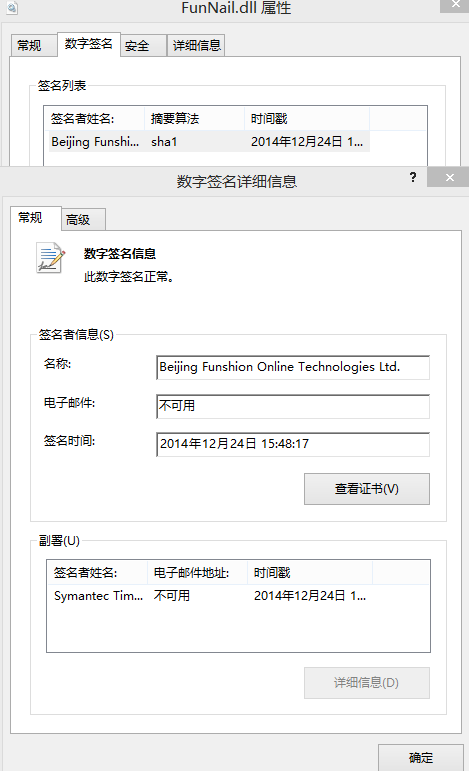 FunNail.dll 属性
常规 数字签名 安全 详细信息
签名列表
签名者姓名: 摘要算法 时间戳
Beijing Funshi... sha1 2014年12月24日 1...
数字签名详细信息
常规 高级
数字签名信息
此数字签名正常。
签名者信息(S)
名称: Beijing Funshion Online Technologies Ltd.
电子邮件: 不可用
签名时间: 2014年12月24日 15:48:17
查看证书(V)
副署(U)
签名者姓名: 电子邮件地址: 时间戳
Symantec Tim... 不可用 2014年12月24日 1...
详细信息(D)
确定